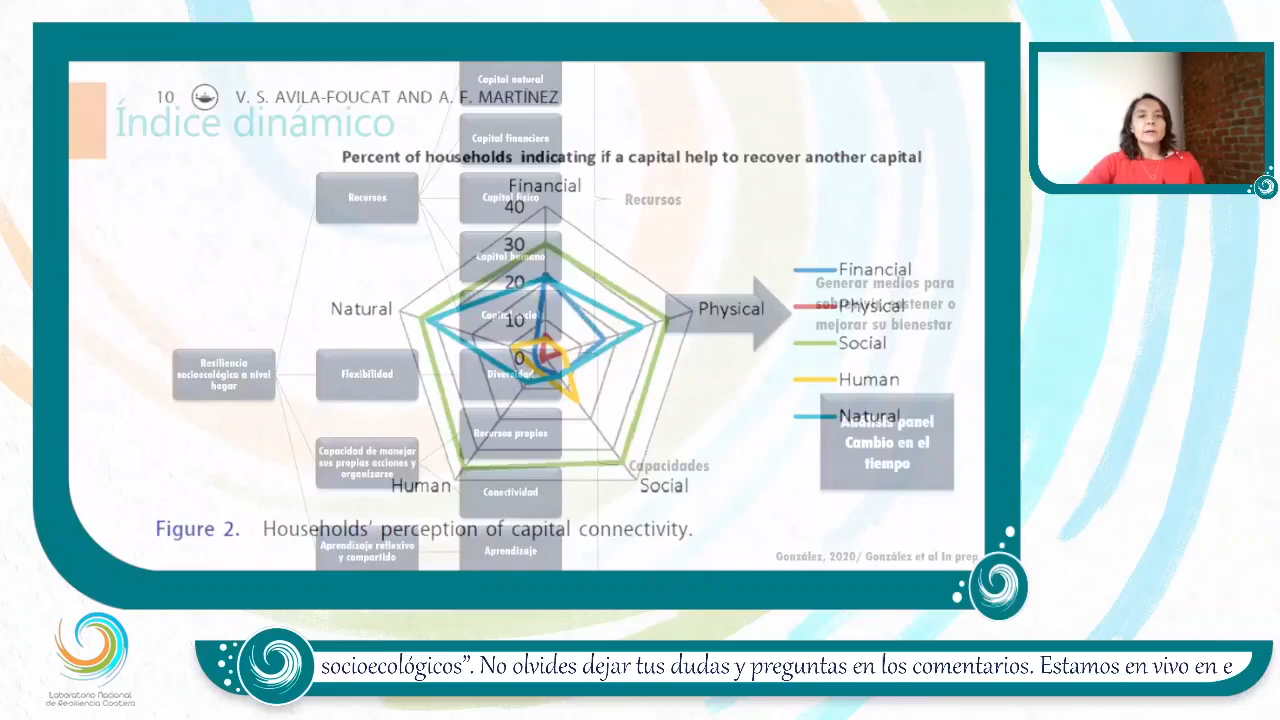 10 V. S. AVILA-FOUCAT AND A. F. MARTÍNEZ
Índice dinámico
Percent of households indicating if a capital help to recover another capital
Financial
40
30
20
10
0
Natural
Physical
Human
Social
Financial
Physical
Social
Human
Natural
Figure 2. Households’ perception of capital connectivity.
Resiliencia
socioecológica a nivel
hogar
Recursos
Flexibilidad
Capacidad de manejar
sus propias acciones y
organizarse
Aprendizaje reflexivo
y compartido
Capital natural
Capital financiero
Capital físico
Capital humano
Capital social
Diversidad
Recursos propios
Conectividad
Aprendizaje
Recursos
Capacidades
Generar medios para
sobrevivir, sostener o
mejorar su bienestar
Análisis panel
Cambio en el
tiempo
González, 2020/ González et al In prep
Laboratorio Nacional
de Resiliencia Costera
socioecológicos”. No olvides dejar tus dudas y preguntas en los comentarios. Estamos en vivo en e